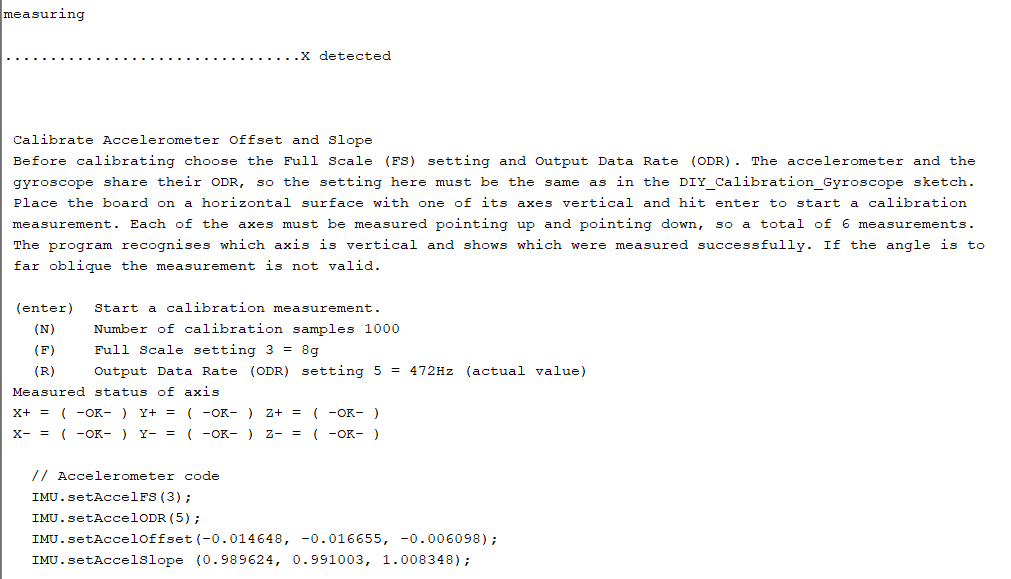 measuring
.................................X detected
Calibrate Accelerometer Offset and Slope
Before calibrating choose the Full Scale (FS) setting and Output Data Rate (ODR). The accelerometer and the
gyroscope share their ODR, so the setting here must be the same as in the DIY_Calibration_Gyroscope sketch.
Place the board on a horizontal surface with one of its axes vertical and hit enter to start a calibration
measurement. Each of the axes must be measured pointing up and pointing down, so a total of 6 measurements.
The program recognises which axis is vertical and shows which were measured successfully. If the angle is to
far oblique the measurement is not valid.
(enter) Start a calibration measurement.
(N) Number of calibration samples 1000
(F) Full Scale setting 3 = 8g
(R) Output Data Rate (ODR) setting 5 = 472Hz (actual value)
Measured status of axis
X+ = ( -OK- ) Y+ = ( -OK- ) Z+ = ( -OK- )
X- = ( -OK- ) Y- = ( -OK- ) Z- = ( -OK- )
// Accelerometer code
IMU.setAccelFS(3);
IMU.setAccelODR(5);
IMU.setAccelOffset(-0.014648, -0.016655, -0.006098);
IMU.setAccelSlope (0.989624, 0.991003, 1.008348);